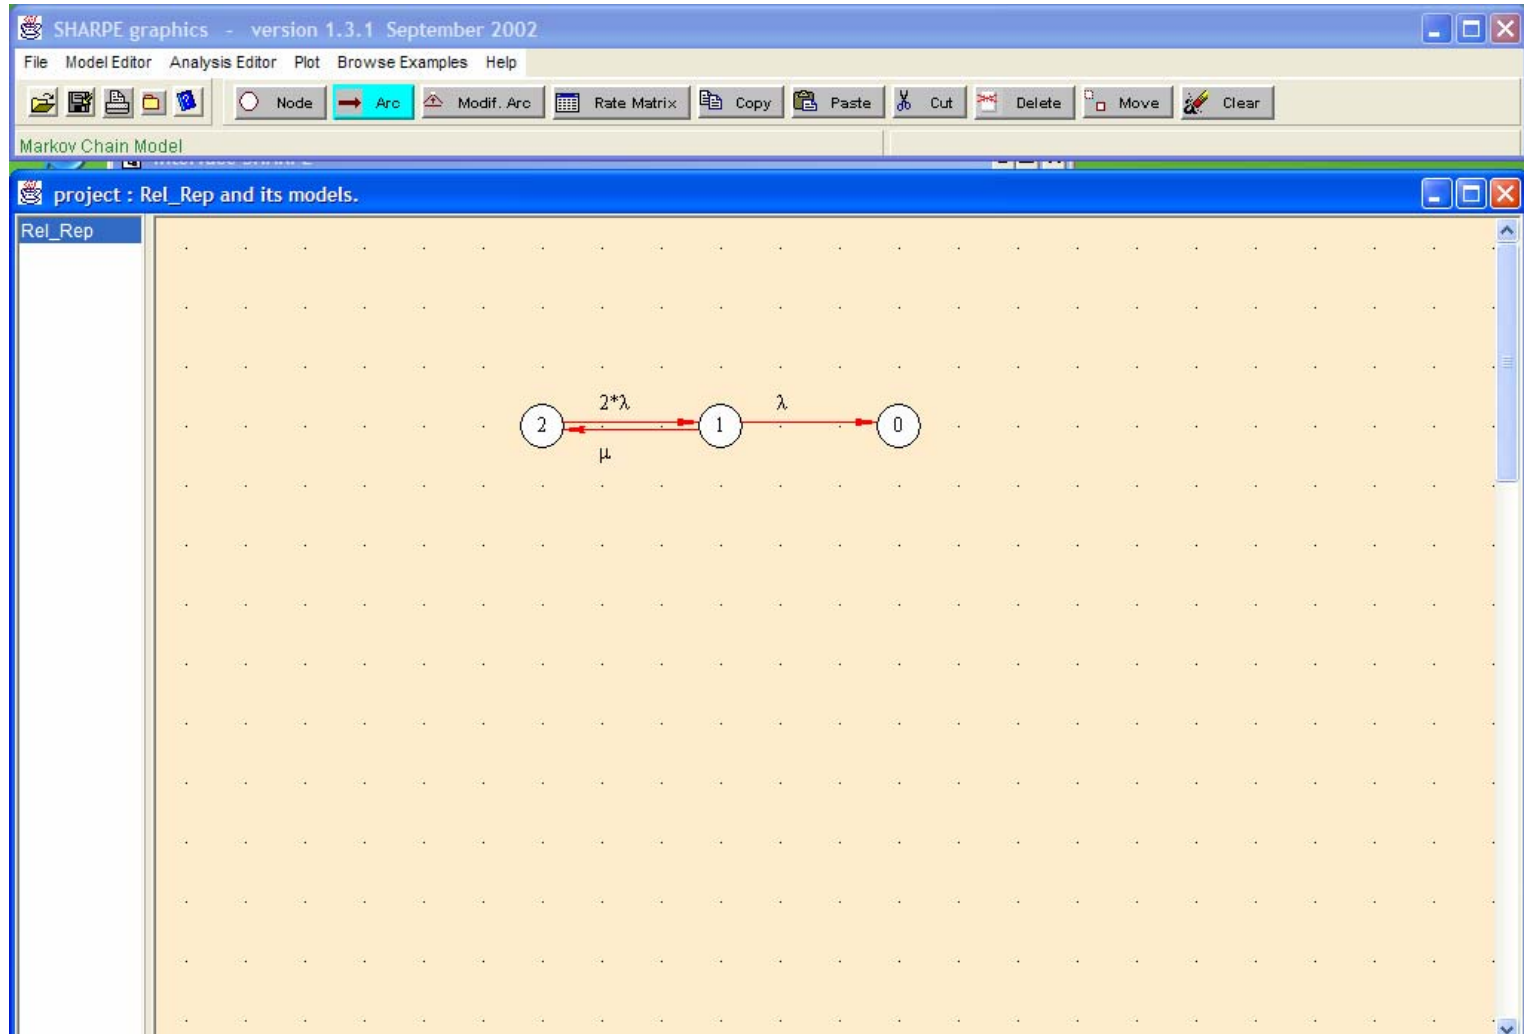 SHARPE graphics - version 1.3.1 September 2002
File Model Editor Analysis Editor Plot Browse Examples Help
Node Arc Modif. Arc Rate Matrix Copy Paste Cut Delete Move Clear
Markov Chain Model
project : Rel_Rep and its models.
Rel_Rep
2*λ λ
2 1 0
μ